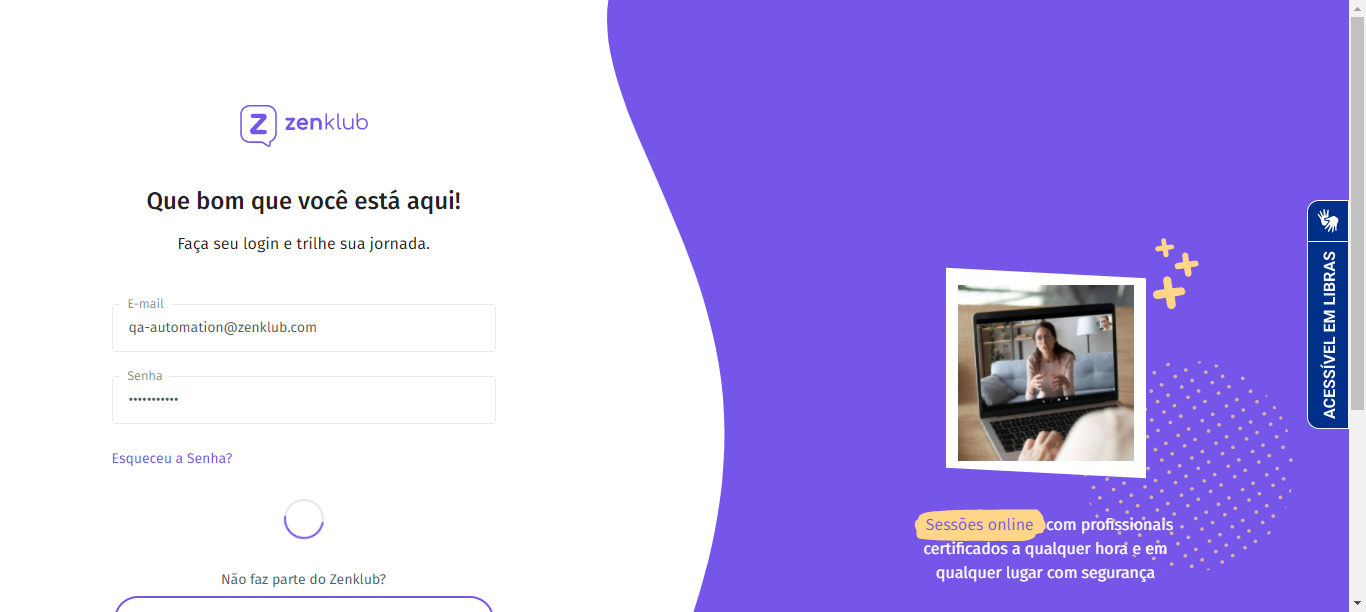 zenklub
Que bom que você está aqui!
Faça seu login e trilhe sua jornada.
E-mail
qa-automation@zenklub.com
Senha
•••••••••••
Esqueceu a Senha?
Não faz parte do Zenklub?
Sessões online com profissionais
certificados a qualquer hora e em
qualquer lugar com segurança
ACESSÍVEL EM LIBRAS